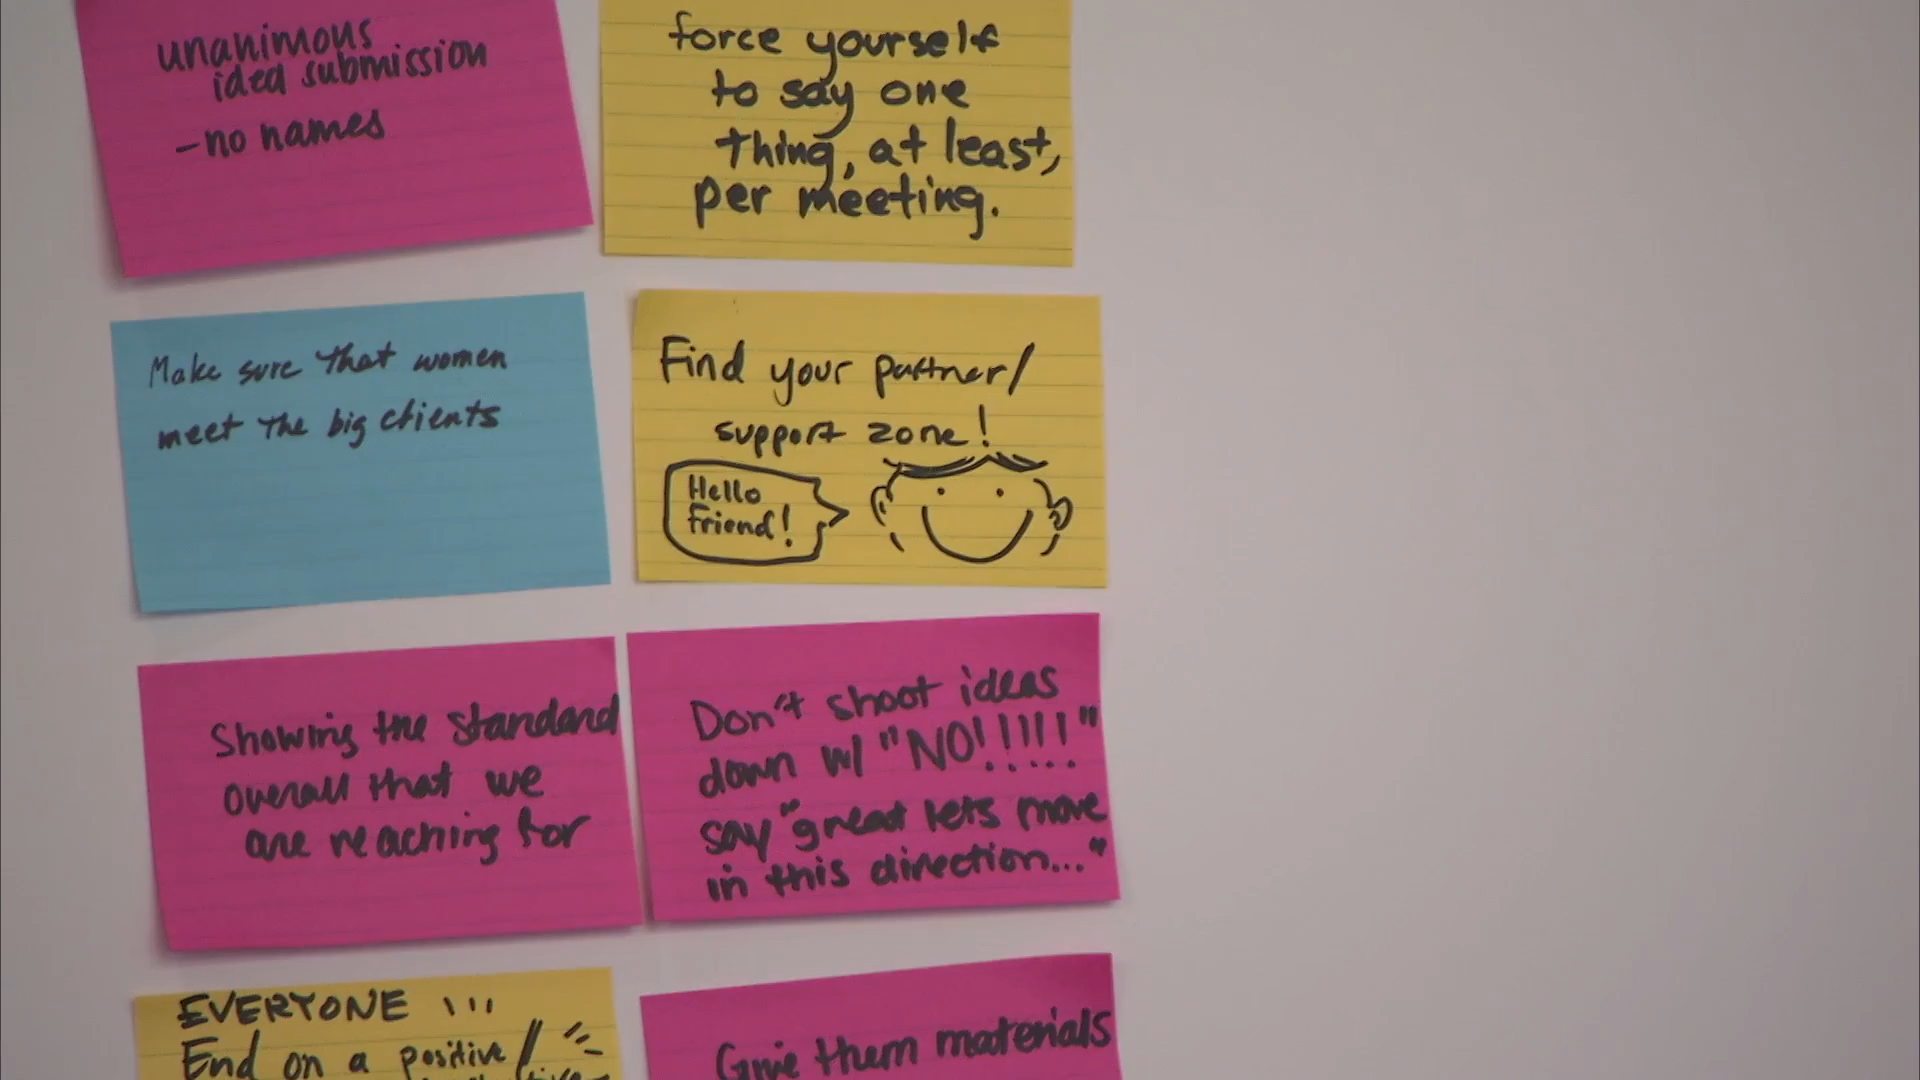 unanimous
idea submission
-no names
force yourself
to say one
thing, at least,
per meeting.
Make sure that women
meet the big clients
Find your partner/
support zone!
Hello
friend!
Showing the standard
overall that we
are reaching for
Don't shoot ideas
down w/ "NO!!!!!"
say "great lets move
in this direction..."
EVERYONE !!!
End on a positive
Give them materials